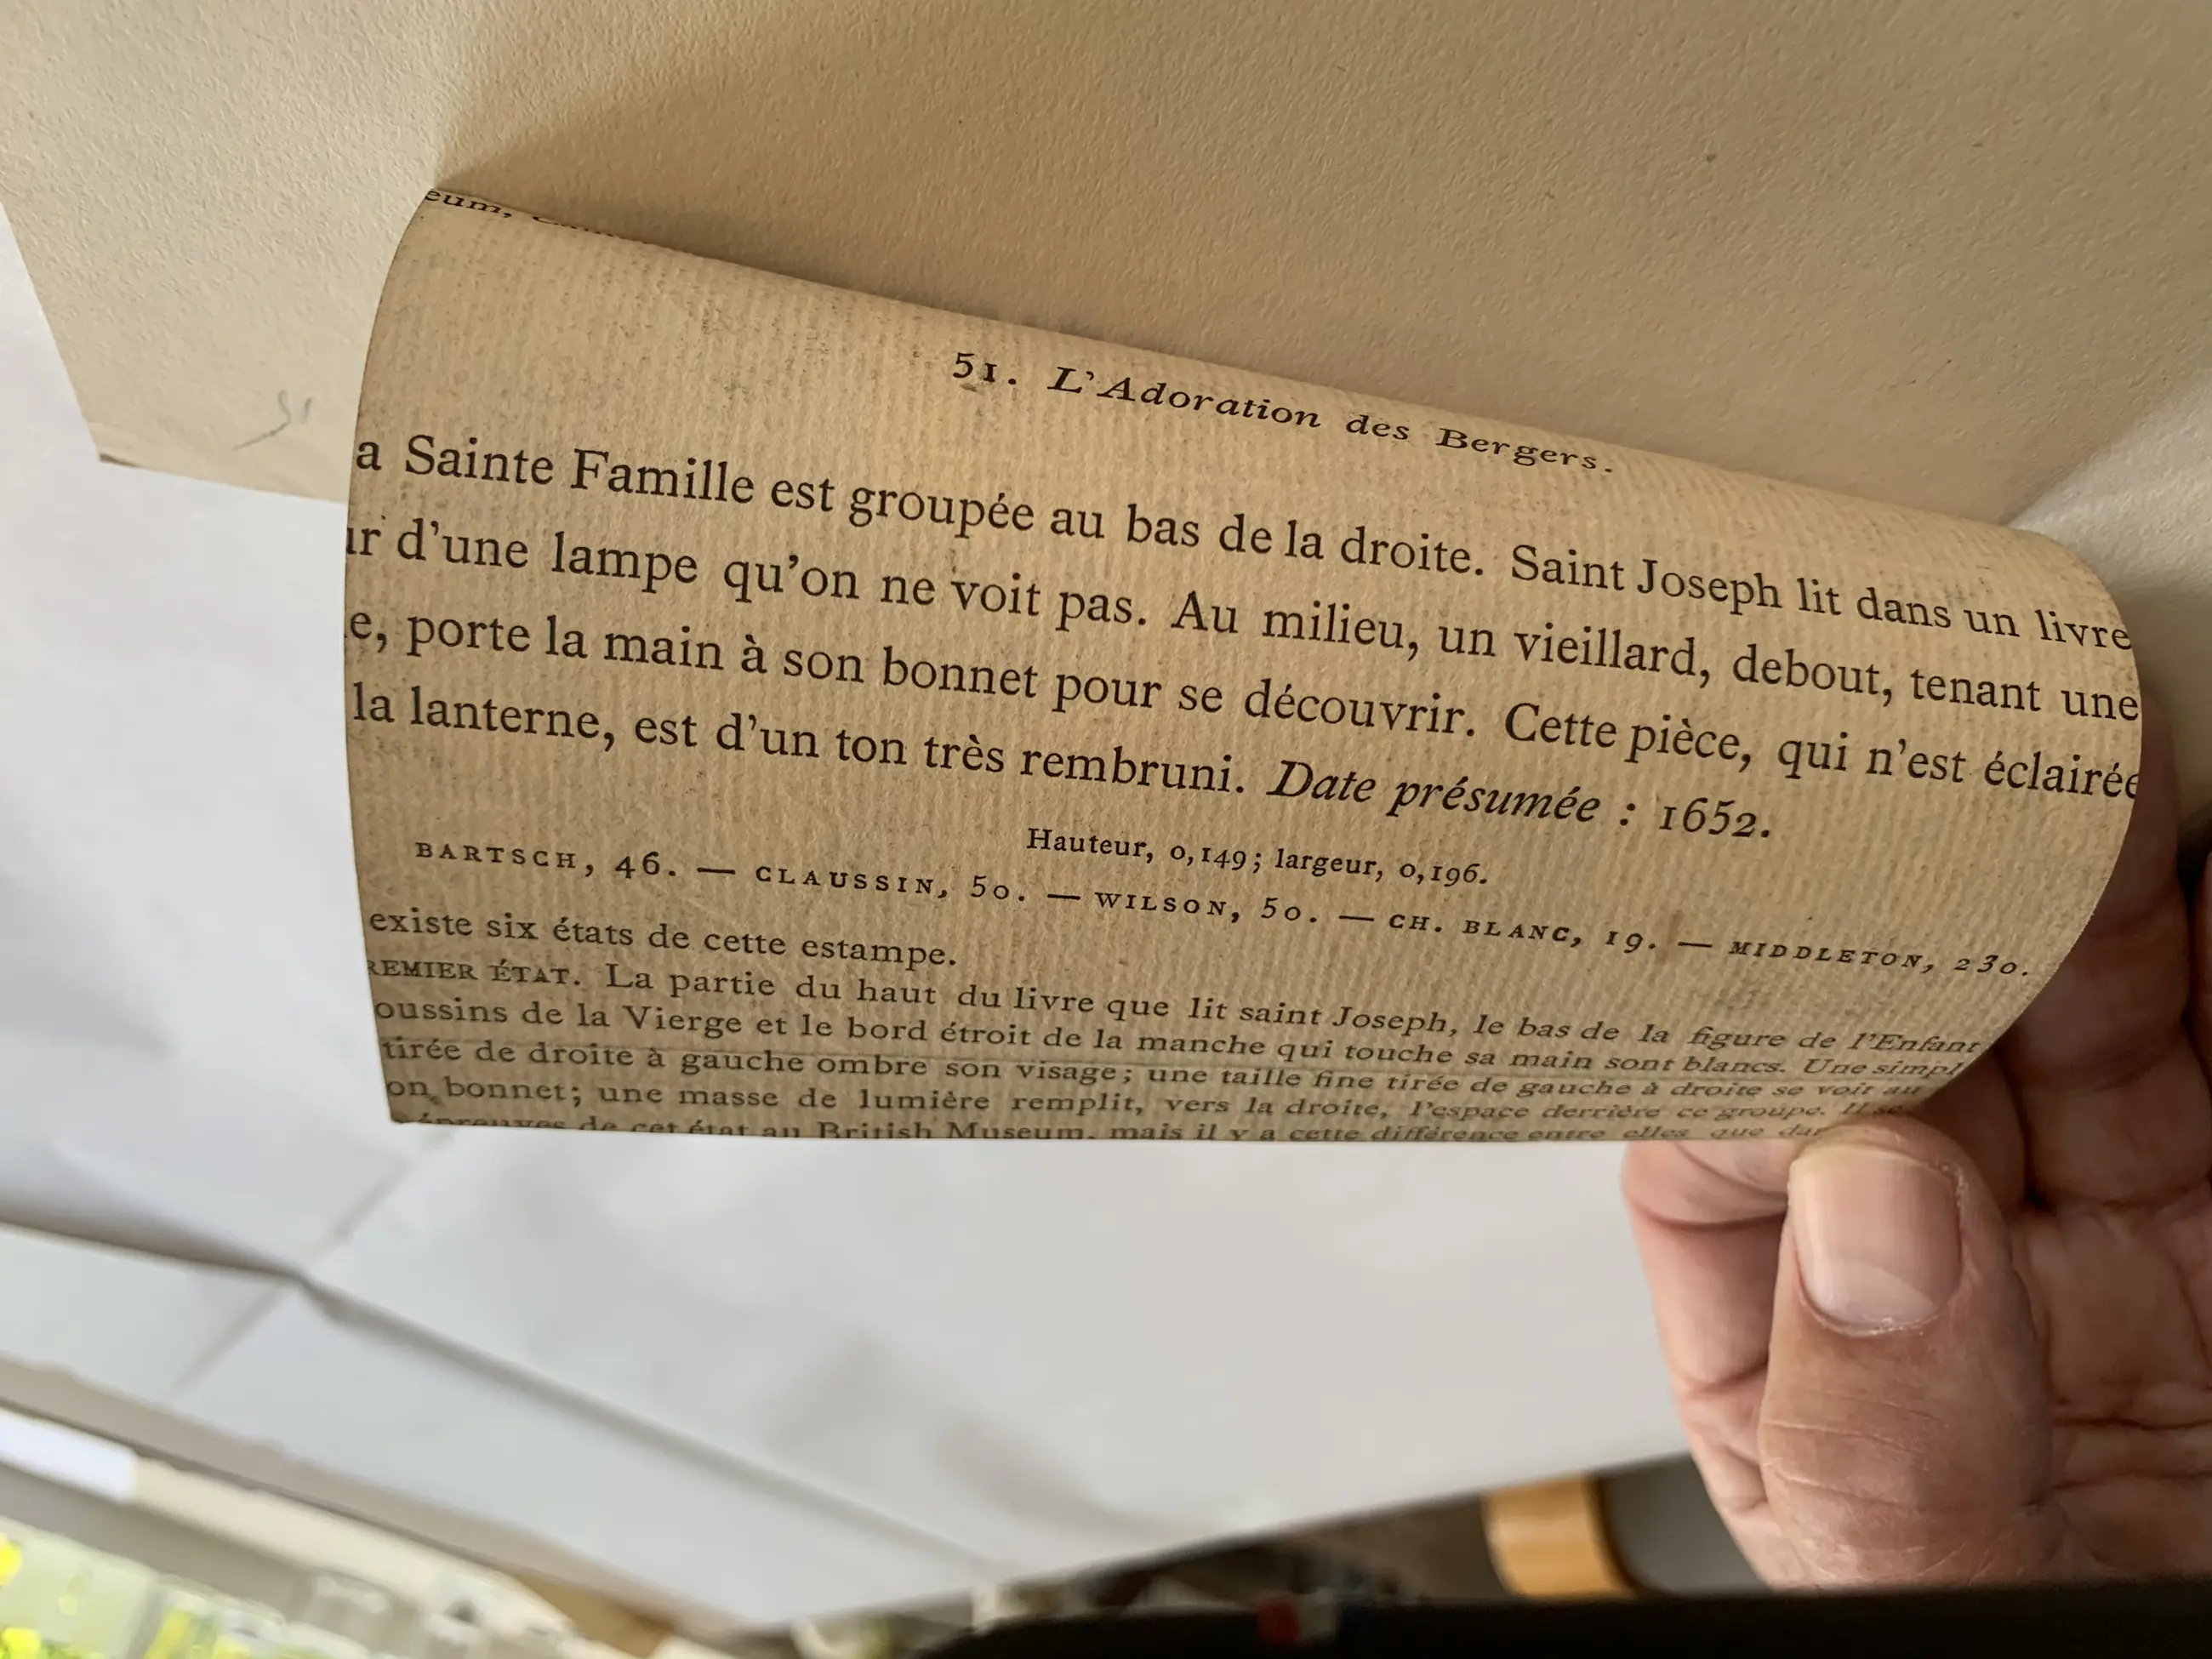 eum,
51. L'Adoration des Bergers.
a Sainte Famille est groupée au bas de la droite. Saint Joseph lit dans un livre
ur d'une lampe qu'on ne voit pas. Au milieu, un vieillard, debout, tenant une
e, porte la main à son bonnet pour se découvrir. Cette pièce, qui n'est éclairée
la lanterne, est d'un ton très rembruni. Date présumée : 1652.
Hauteur, 0,149; largeur, 0,196.
BARTSCH, 46. — CLAUSSIN, 50. — WILSON, 50. — CH. BLANC, 19. — MIDDLETON, 230.
existe six états de cette estampe.
REMIER ÉTAT. La partie du haut du livre que lit saint Joseph, le bas de la figure de l'Enfant
oussins de la Vierge et le bord étroit de la manche qui touche sa main sont blancs. Une simpl
tirée de droite à gauche ombre son visage; une taille fine tirée de gauche à droite se voit au
on bonnet; une masse de lumière remplit, vers la droite, l'espace derrière ce groupe. Il se
épreuves de cet état au British Museum, mais il y a cette différence entre elles que dan
51